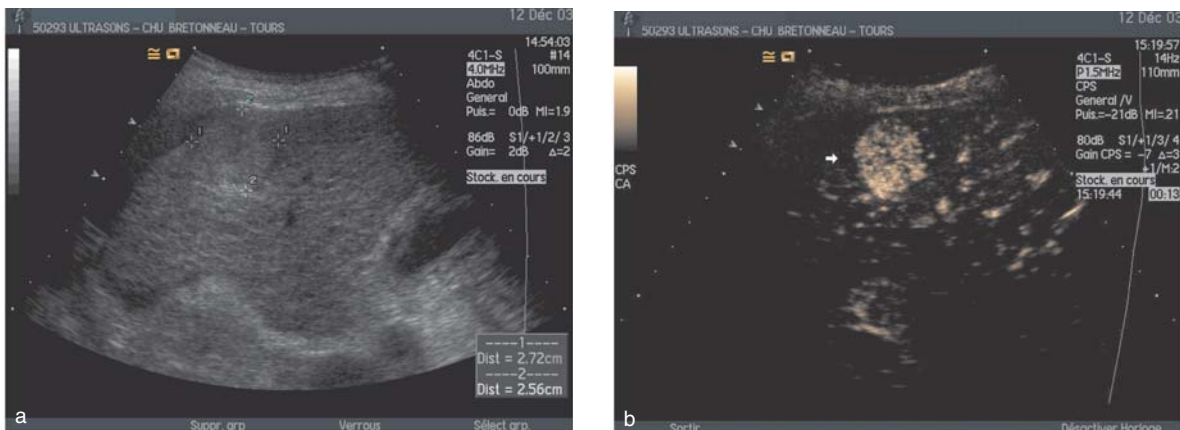 12 Déc 03
50293 ULTRASONS - CHU BRETONNEAU - TOURS
14:54:03
4C1-S #14
4.0MHz 100mm
Abdo
General
Puis.= 0dB MI=1.9
86dB S1/+1/2/ 3
Gain= 2dB Δ=2
Stock. en cours
1 1
2
2
----1----
Dist = 2.72cm
----2----
Dist = 2.56cm
a
Suppr. grp Verrous Sélect grp.
12 Déc 03
50293 ULTRASONS - CHU BRETONNEAU - TOURS
15:19:57
4C1-S 14Hz
P1.5MHz 110mm
CPS
General /V
Puis.=-21dB MI=.21
80dB S1/+1/3/ 4
Gain CPS = -7 Δ=3
+1/M:2
Stock. en cours
15:19:44 00:13
CPS
CA
b
Sortir Désactiver Horloge